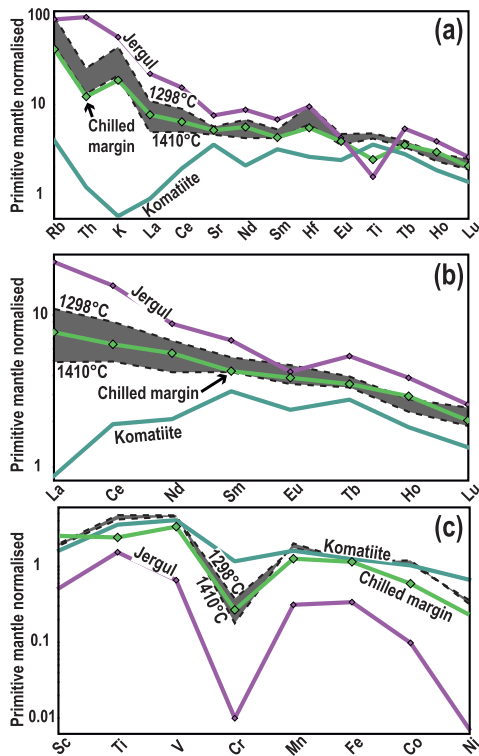 Primitive mantle normalised
100
10
1
(a)
Jergul
1298°C
Chilled
margin
1410°C
Komatiite
Rb Th K La Ce Sr Nd Sm Hf Eu Ti Tb Ho Lu
Primitive mantle normalised
10
1
(b)
Jergul
1298°C
1410°C
Chilled margin
Komatiite
La Ce Nd Sm Eu Tb Ho Lu
Primitive mantle normalised
1
0.1
0.01
(c)
Komatiite
Jergul
1298°C
1410°C
Chilled margin
Sc Ti V Cr Mn Fe Co Ni